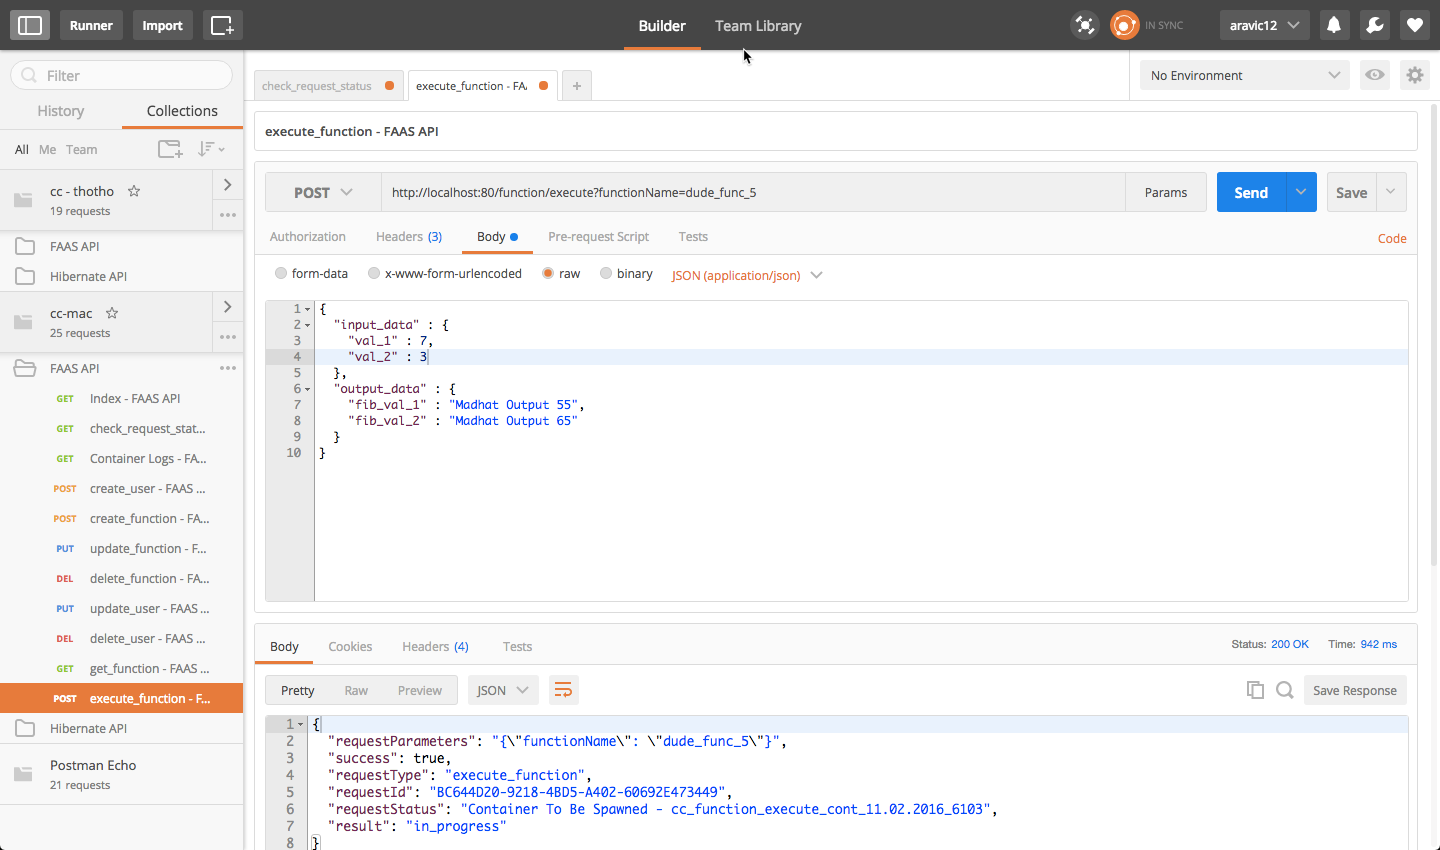 Runner
Import
Builder
Team Library
IN SYNC
aravic12
Filter
History
Collections
All Me Team
cc - thotho
19 requests
FAAS API
Hibernate API
cc-mac
25 requests
FAAS API
GET Index - FAAS API
GET check_request_stat...
GET Container Logs - FA...
POST create_user - FAAS ...
POST create_function - FA...
PUT update_function - F...
DEL delete_function - FA...
PUT update_user - FAAS ...
DEL delete_user - FAAS ...
GET get_function - FAAS ...
POST execute_function - F...
Hibernate API
Postman Echo
21 requests
check_request_status
execute_function - FA
+
No Environment
execute_function - FAAS API
POST
http://localhost:80/function/execute?functionName=dude_func_5
Params
Send
Save
Authorization
Headers (3)
Body
Pre-request Script
Tests
Code
form-data
x-www-form-urlencoded
raw
binary
JSON (application/json)
1 {
2 "input_data" : {
3 "val_1" : 7,
4 "val_2" : 3
5 },
6 "output_data" : {
7 "fib_val_1" : "Madhat Output 55",
8 "fib_val_2" : "Madhat Output 65"
9 }
10 }
Body
Cookies
Headers (4)
Tests
Status: 200 OK
Time: 942 ms
Pretty
Raw
Preview
JSON
Save Response
1 {
2 "requestParameters": "{\"functionName\": \"dude_func_5\"}",
3 "success": true,
4 "requestType": "execute_function",
5 "requestId": "BC644D20-9218-4BD5-A402-60692E473449",
6 "requestStatus": "Container To Be Spawned - cc_function_execute_cont_11.02.2016_6103",
7 "result": "in_progress"
8 }